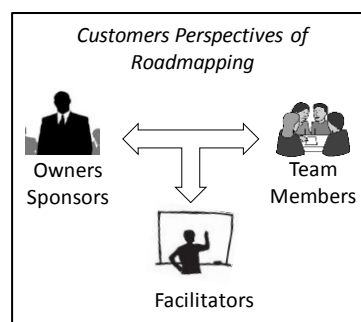 Customers Perspectives of
Roadmapping
Owners
Sponsors
Team
Members
Facilitators